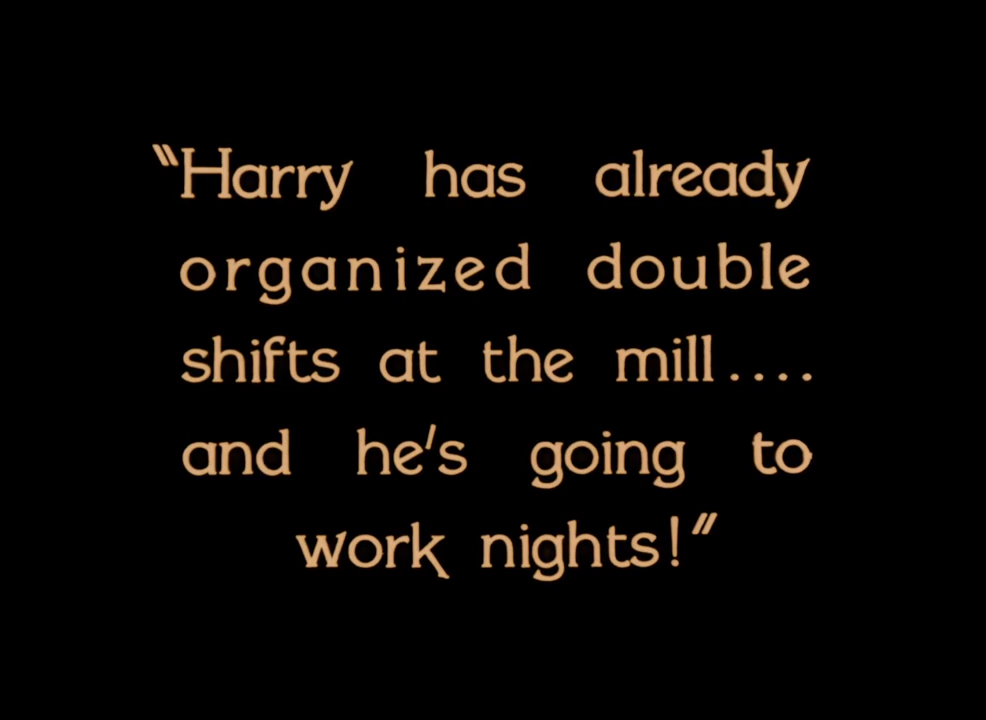 "Harry has already
organized double
shifts at the mill....
and he's going to
work nights!"